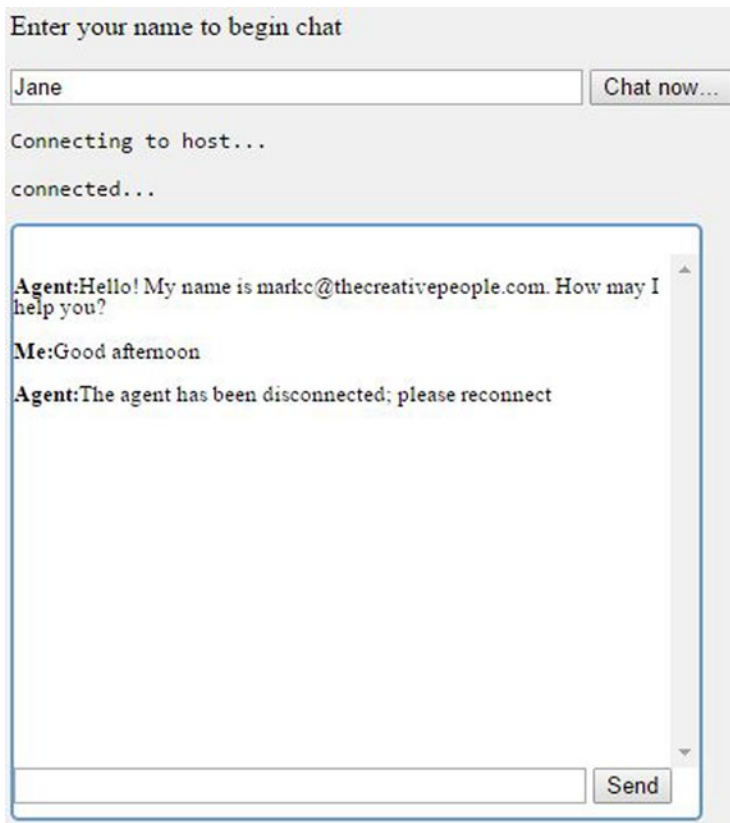 Enter your name to begin chat
Jane
Chat now...
Connecting to host...
connected...
Agent:Hello! My name is markc@thecreativepeople.com. How may I
help you?
Me:Good afternoon
Agent:The agent has been disconnected; please reconnect
Send